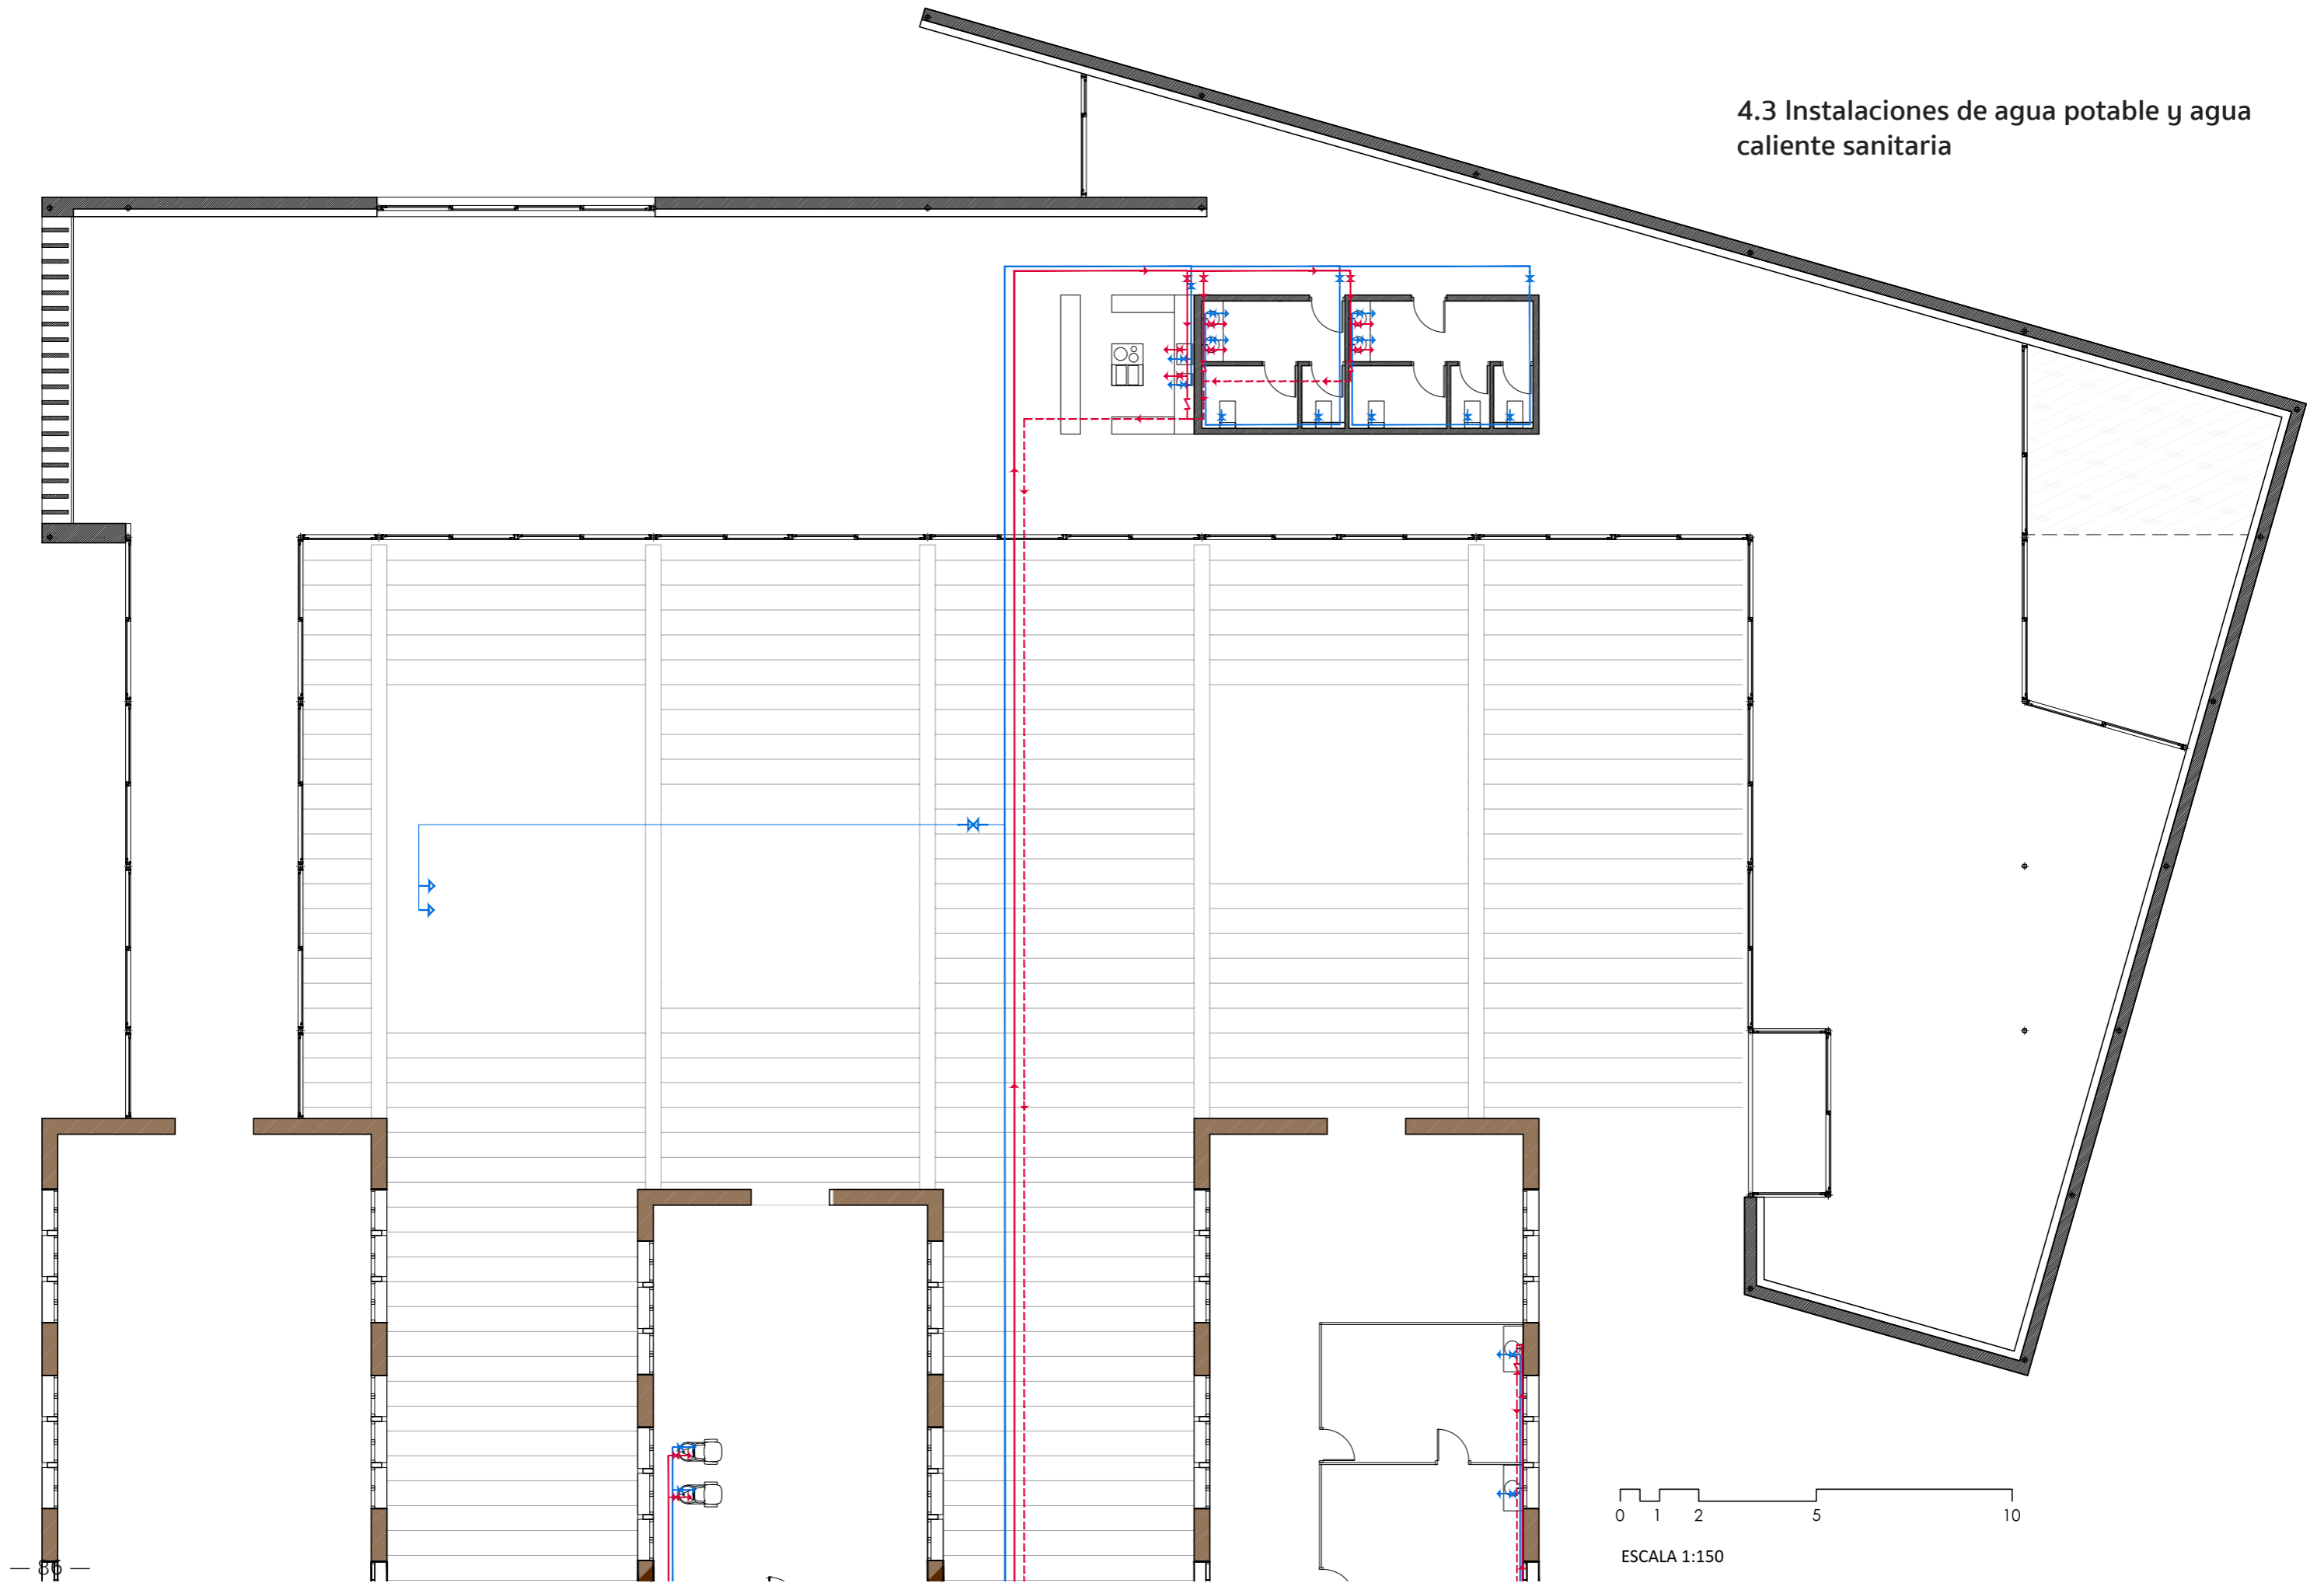 4.3 Instalaciones de agua potable y agua
caliente sanitaria
0 1 2 5 10
ESCALA 1:150
— 86 —